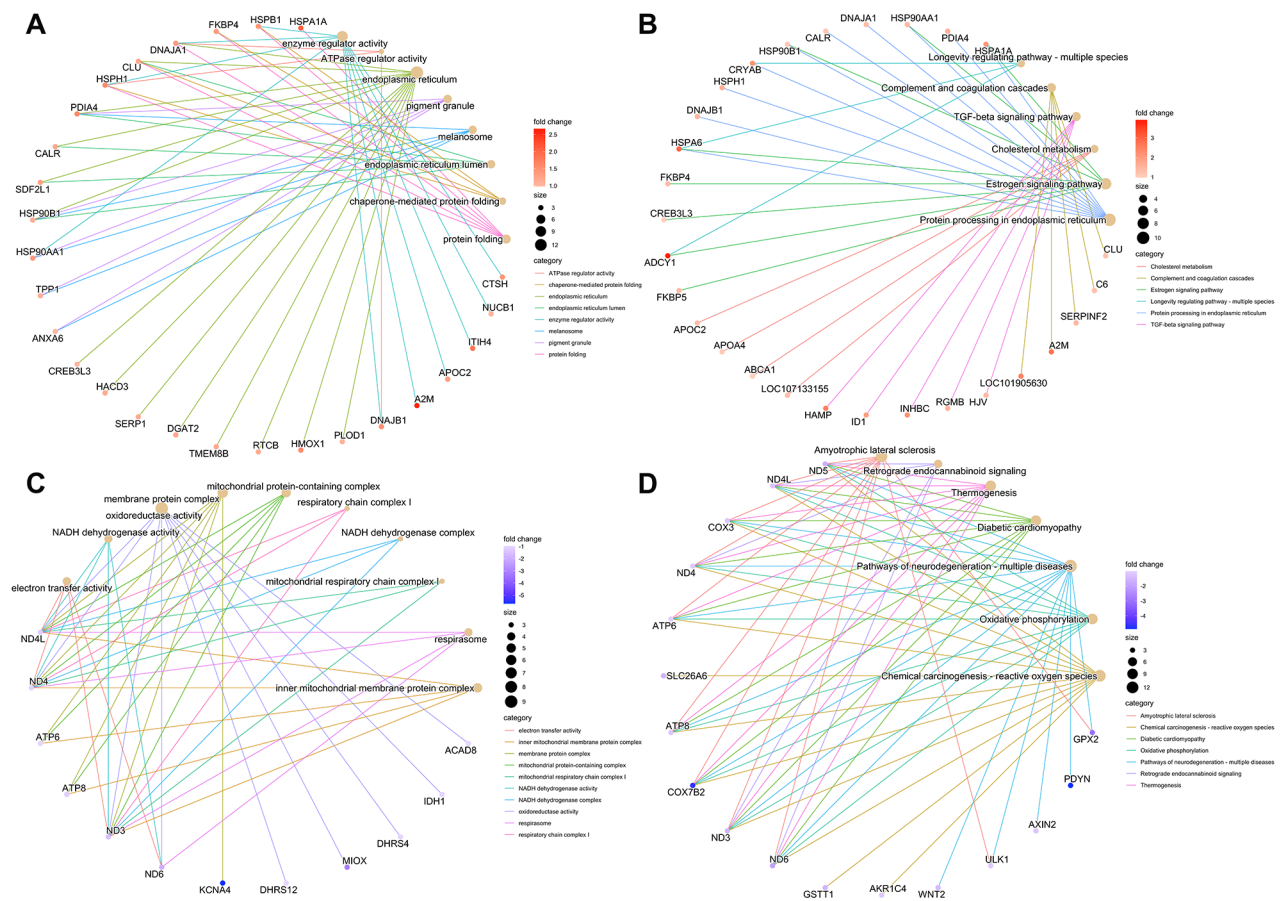 A
HSPB1
HSPA1A
FKBP4
enzyme regulator activity
DNAJA1
ATPase regulator activity
CLU
endoplasmic reticulum
HSPH1
pigment granule
PDIA4
melanosome
CALR
endoplasmic reticulum lumen
SDF2L1
chaperone-mediated protein folding
HSP90B1
protein folding
HSP90AA1
CTSH
TPP1
NUCB1
ANXA6
ITIH4
CREB3L3
APOC2
HACD3
A2M
SERP1
DNAJB1
DGAT2
PLOD1
TMEM8B
RTCB
HMOX1
fold change
2.5
2.0
1.5
1.0
size
3
6
9
12
category
ATPase regulator activity
chaperone-mediated protein folding
endoplasmic reticulum
endoplasmic reticulum lumen
enzyme regulator activity
melanosome
pigment granule
protein folding
B
DNAJA1
HSP90AA1
CALR
PDIA4
HSP90B1
HSPA1A
Longevity regulating pathway - multiple species
CRYAB
HSPH1
Complement and coagulation cascades
DNAJB1
TGF-beta signaling pathway
HSPA6
Cholesterol metabolism
FKBP4
Estrogen signaling pathway
CREB3L3
Protein processing in endoplasmic reticulum
CLU
ADCY1
C6
FKBP5
SERPINF2
APOC2
A2M
APOA4
LOC101905630
ABCA1
HJV
LOC107133155
RGMB
HAMP
INHBC
ID1
fold change
3
2
1
size
4
6
8
10
category
Cholesterol metabolism
Complement and coagulation cascades
Estrogen signaling pathway
Longevity regulating pathway - multiple species
Protein processing in endoplasmic reticulum
TGF-beta signaling pathway
C
mitochondrial protein-containing complex
membrane protein complex
respiratory chain complex I
oxidoreductase activity
NADH dehydrogenase activity
NADH dehydrogenase complex
mitochondrial respiratory chain complex I
electron transfer activity
ND4L
respirasome
ND4
inner mitochondrial membrane protein complex
ATP6
ACAD8
ATP8
IDH1
ND3
DHRS4
ND6
MIOX
KCNA4
DHRS12
fold change
-1
-2
-3
-4
-5
size
3
4
5
6
7
8
9
category
electron transfer activity
inner mitochondrial membrane protein complex
membrane protein complex
mitochondrial protein-containing complex
mitochondrial respiratory chain complex I
NADH dehydrogenase activity
NADH dehydrogenase complex
oxidoreductase activity
respirasome
respiratory chain complex I
D
Amyotrophic lateral sclerosis
ND5
Retrograde endocannabinoid signaling
ND4L
Thermogenesis
COX3
Diabetic cardiomyopathy
ND4
Pathways of neurodegeneration - multiple diseases
ATP6
Oxidative phosphorylation
SLC26A6
Chemical carcinogenesis - reactive oxygen species
ATP8
GPX2
COX7B2
PDYN
ND3
AXIN2
ND6
ULK1
GSTT1
AKR1C4
WNT2
fold change
-2
-3
-4
size
3
6
9
12
category
Amyotrophic lateral sclerosis
Chemical carcinogenesis - reactive oxygen species
Diabetic cardiomyopathy
Oxidative phosphorylation
Pathways of neurodegeneration - multiple diseases
Retrograde endocannabinoid signaling
Thermogenesis